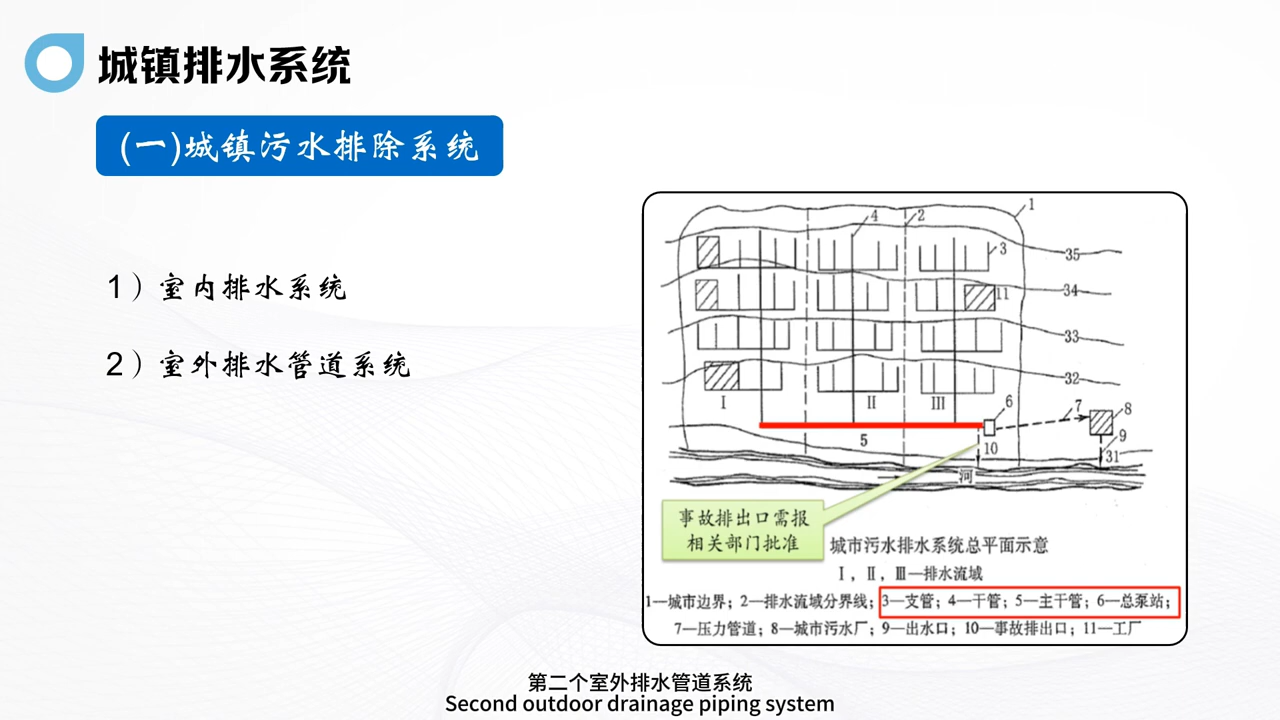 城镇排水系统
(一)城镇污水排除系统
1）室内排水系统
2）室外排水管道系统
1
4
2
3
35
11
34
33
32
Ⅰ
Ⅱ
Ⅲ
6
7
8
5
10
9
31
河
事故排出口需报
相关部门批准
城市污水排水系统总平面示意
Ⅰ，Ⅱ，Ⅲ—排水流域
1—城市边界；2—排水流域分界线；3—支管；4—干管；5—主干管；6—总泵站；
7—压力管道；8—城市污水厂；9—出水口；10—事故排出口；11—工厂
第二个室外排水管道系统
Second outdoor drainage piping system